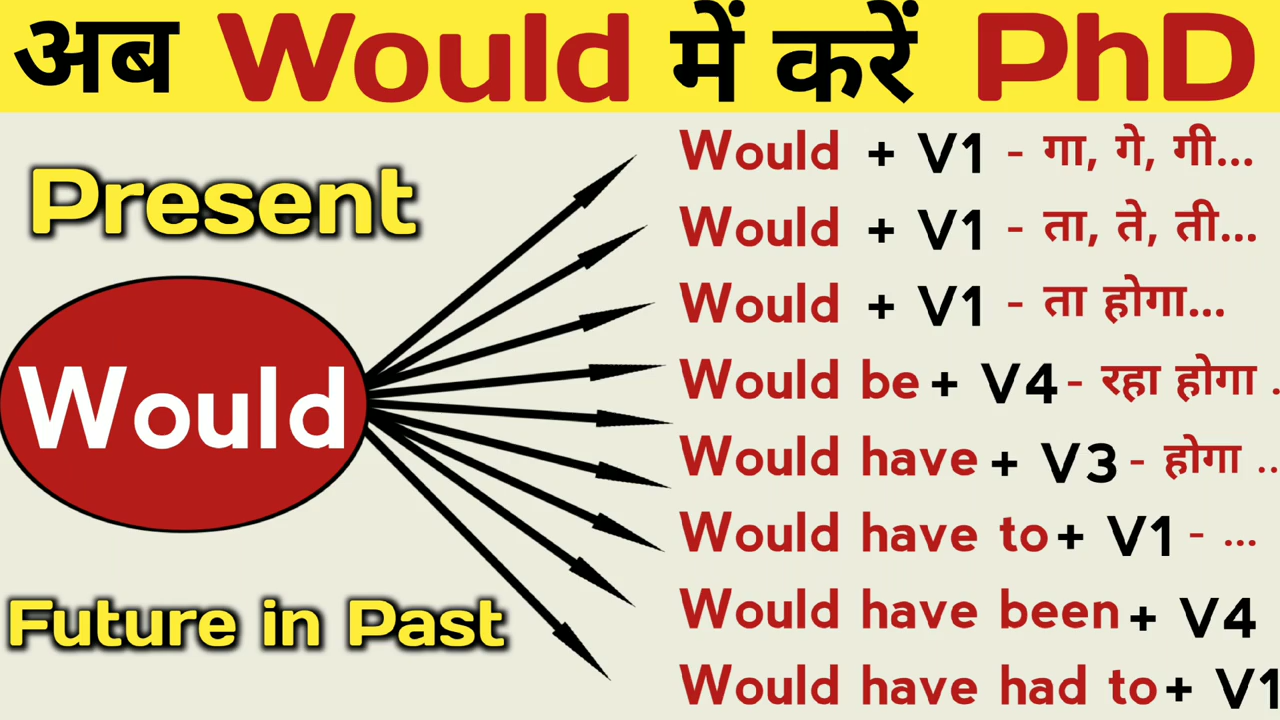 अब Would में करें PhD
Present
Would
Future in Past
Would + V1 - गा, गे, गी...
Would + V1 - ता, ते, ती...
Would + V1 - ता होगा...
Would be + V4 - रहा होगा .
Would have + V3 - होगा ..
Would have to + V1 - ...
Would have been + V4
Would have had to + V1